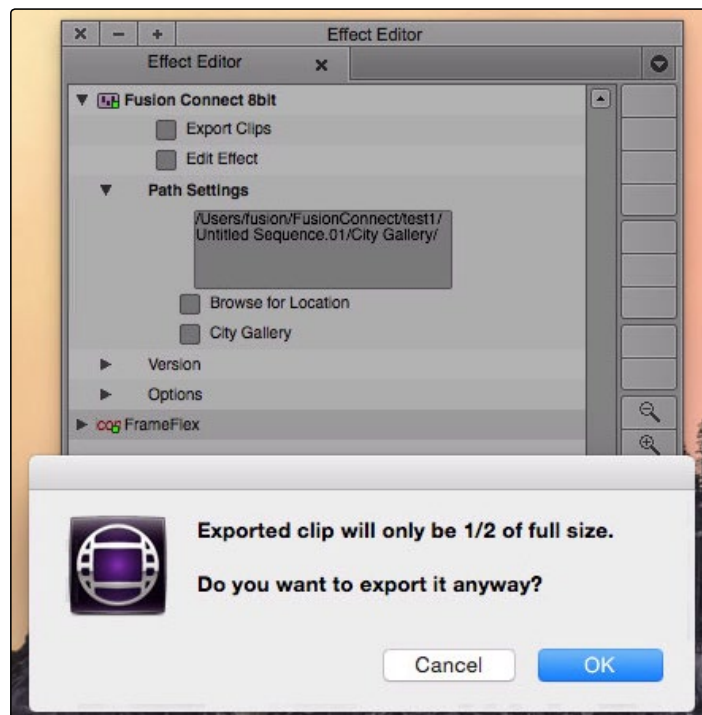 Effect Editor
Effect Editor
Fusion Connect 8bit
Export Clips
Edit Effect
Path Settings
/Users/fusion/FusionConnect/test1/
Untitled Sequence.01/City Gallery/
Browse for Location
City Gallery
Version
Options
FrameFlex
Exported clip will only be 1/2 of full size.
Do you want to export it anyway?
Cancel
OK